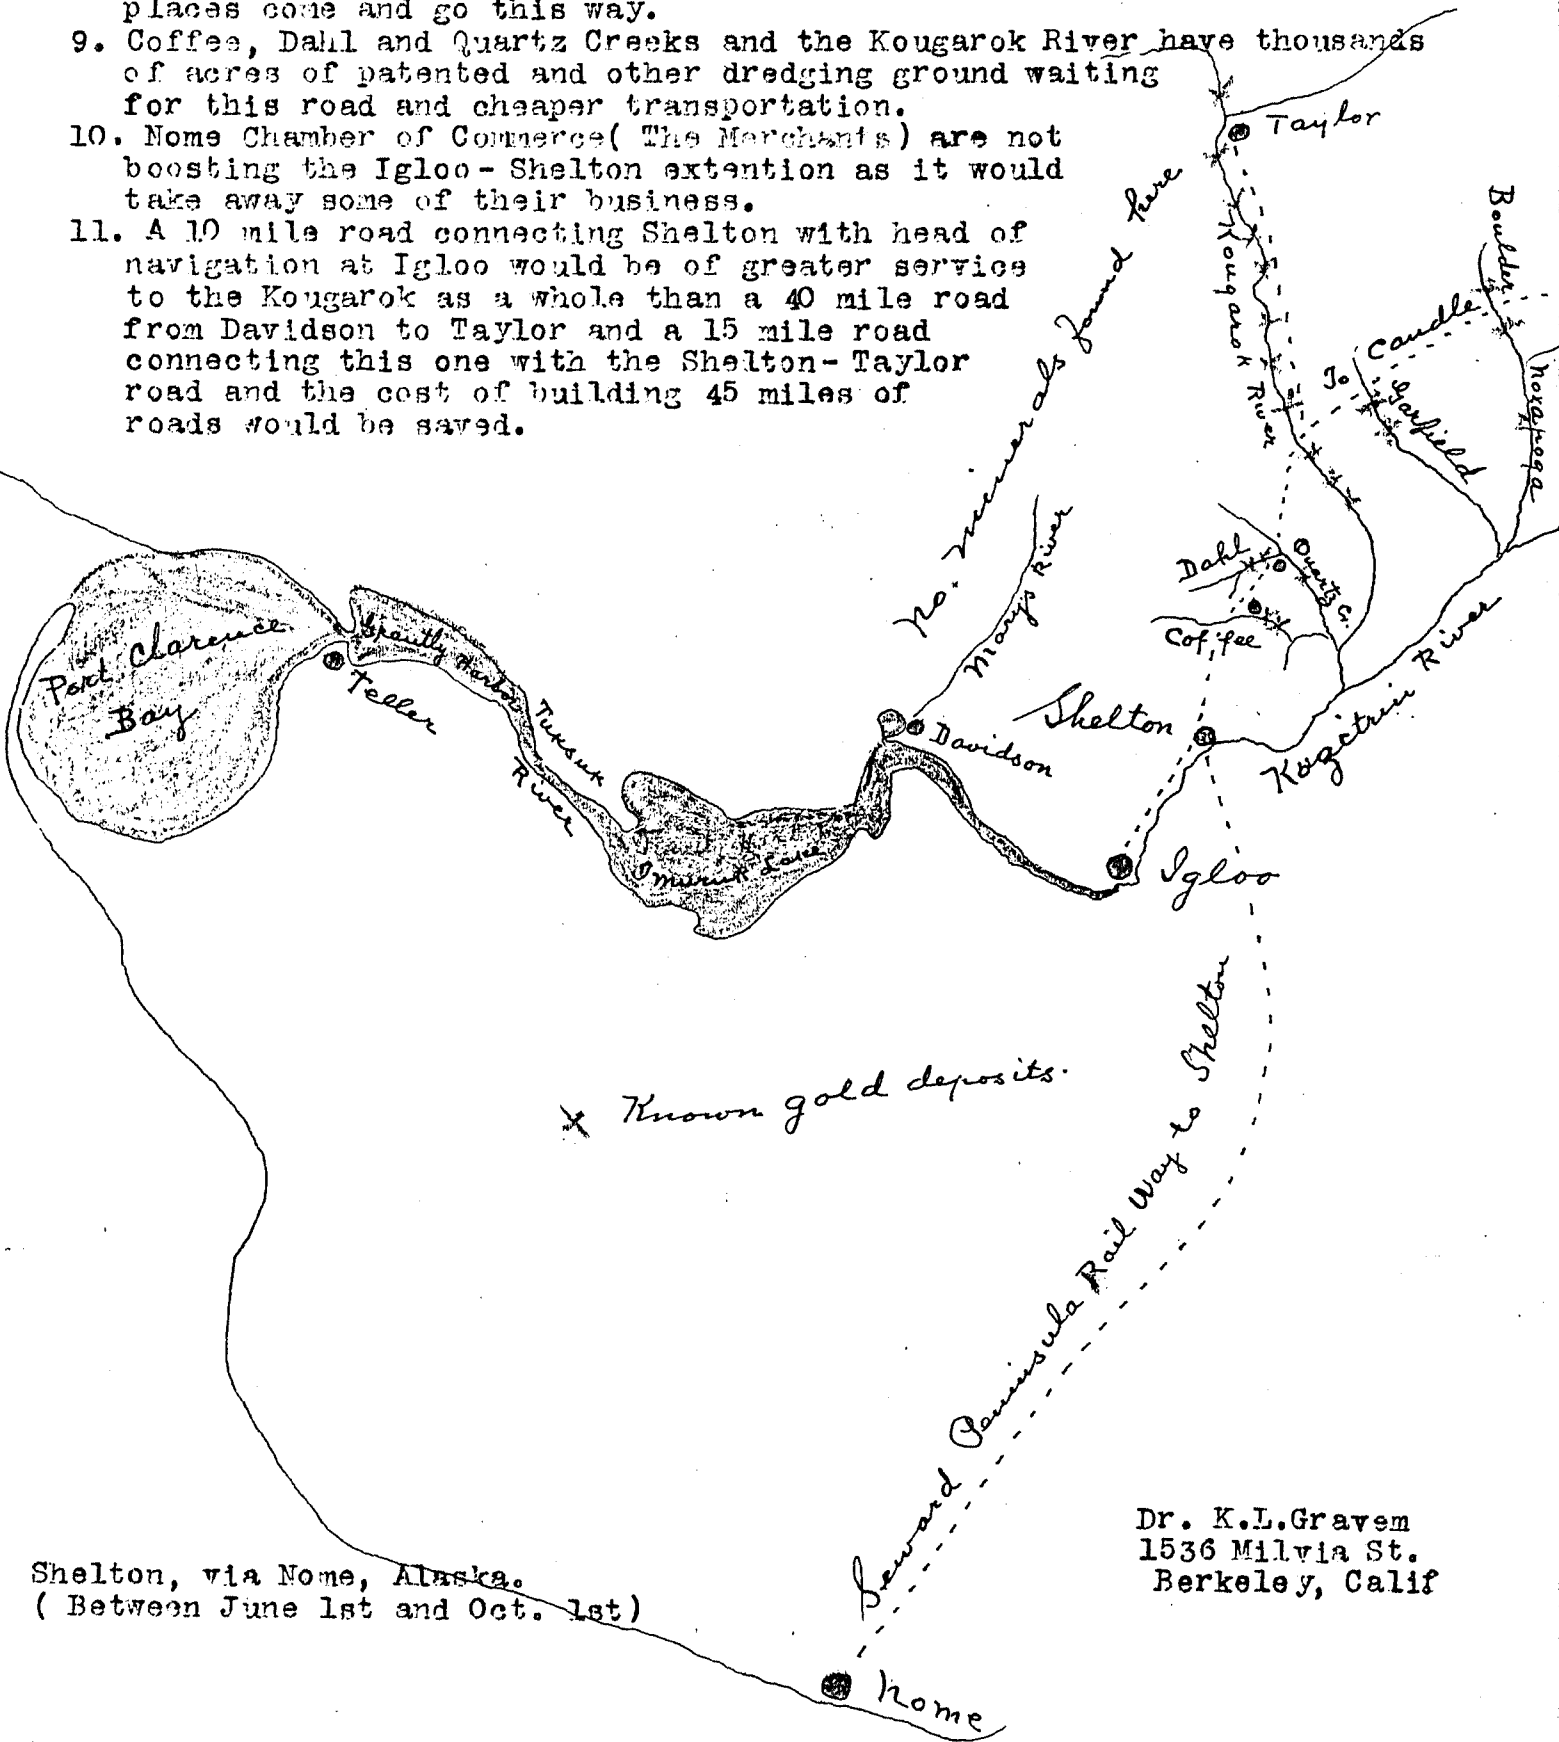 places come and go this way.
9. Coffee, Dahl and Quartz Creeks and the Kougarok River have thousands
of acres of patented and other dredging ground waiting
for this road and cheaper transportation.
10. Nome Chamber of Commerce( The Merchants) are not
boosting the Igloo- Shelton extention as it would
take away some of their business.
11. A 10 mile road connecting Shelton with head of
navigation at Igloo would be of greater service
to the Kougarok as a whole than a 40 mile road
from Davidson to Taylor and a 15 mile road
connecting this one with the Shelton- Taylor
road and the cost of building 45 miles of
roads would be saved.
Taylor
No. minerals found here
Kougarok River
Boulder
To Candle
Garfield
Noxapaga
Marys River
Dahl
Quartz Cr.
Coffee
Port Clarence
Bay
Teller
Grantly Harbor
Tuksuk
River
Imuruk Lake
Davidson
Shelton
Kugctrin River
Igloo
X Known gold deposits.
Seward Peninsula Rail Way to Shelton
Nome
Shelton, via Nome, Alaska.
( Between June 1st and Oct. 1st)
Dr. K.L.Gravem
1536 Milvia St.
Berkeley, Calif